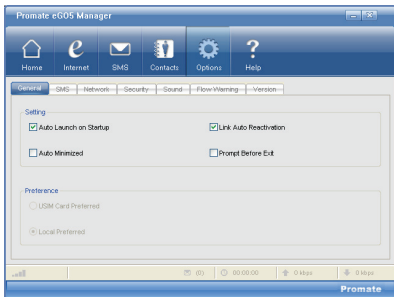 Promate eGO5 Manager
Home Internet SMS Contacts Options Help
General SMS Network Security Sound Flow Warning Version
Setting
Auto Launch on Startup Link Auto Reactivation
Auto Minimized Prompt Before Exit
Preference
USIM Card Preferred
Local Preferred
(0) 00:00:00 0 kbps 0 kbps
Promate